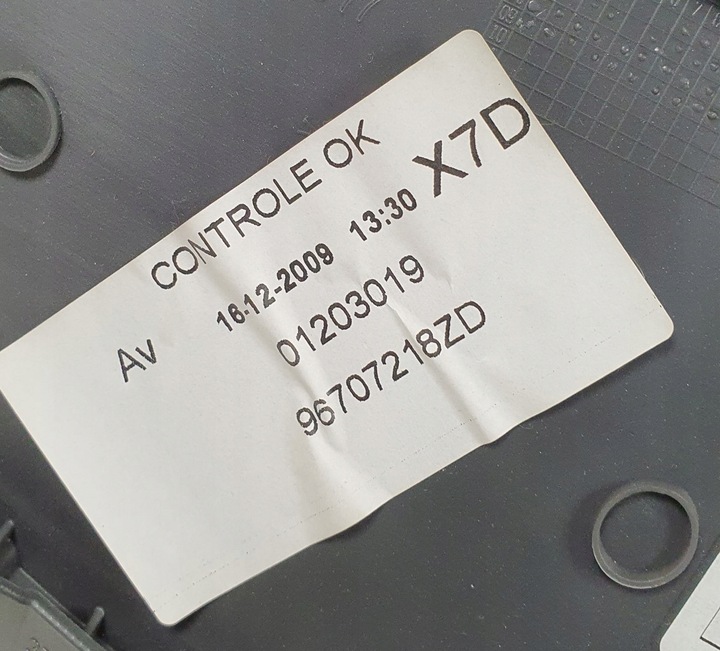 CONTROLE OK
X7D
Av
16-12-2009 13:30
01203019
96707218ZD